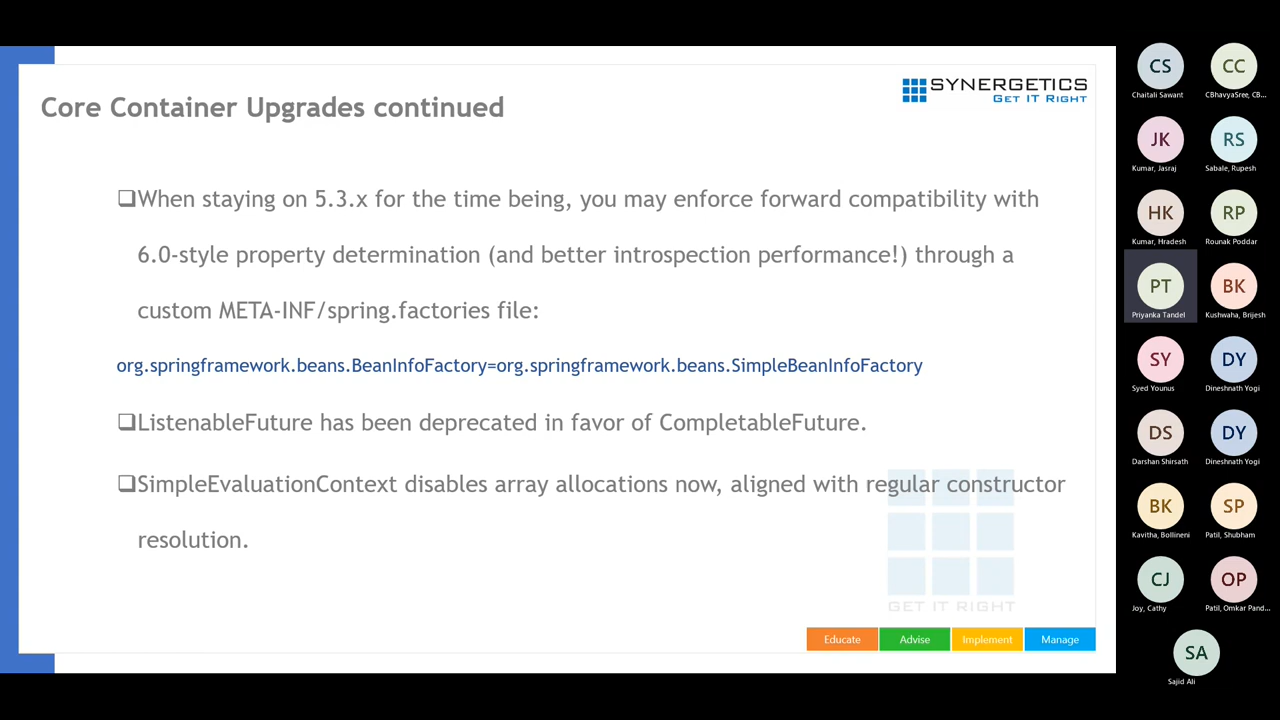 Core Container Upgrades continued
SYNERGETICS
GET IT RIGHT
❑When staying on 5.3.x for the time being, you may enforce forward compatibility with
6.0-style property determination (and better introspection performance!) through a
custom META-INF/spring.factories file:
org.springframework.beans.BeanInfoFactory=org.springframework.beans.SimpleBeanInfoFactory
❑ListenableFuture has been deprecated in favor of CompletableFuture.
❑SimpleEvaluationContext disables array allocations now, aligned with regular constructor
resolution.
GET IT RIGHT
Educate Advise Implement Manage
CS CC
Chaitali Sawant CBhavyaSree, CB...
JK RS
Kumar, Jasraj Sabale, Rupesh
HK RP
Kumar, Hradesh Rounak Poddar
PT BK
Priyanka Tandel Kushwaha, Brijesh
SY DY
Syed Younus Dineshnath Yogi
DS DY
Darshan Shirsath Dineshnath Yogi
BK SP
Kavitha, Bollineni Patil, Shubham
CJ OP
Joy, Cathy Patil, Omkar Pand...
SA
Sajid Ali